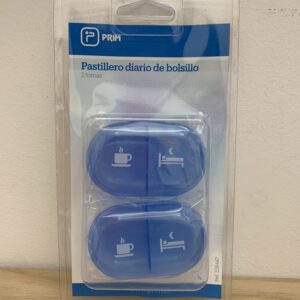 PRIM
Pastillero diario de bolsillo
2 tomas